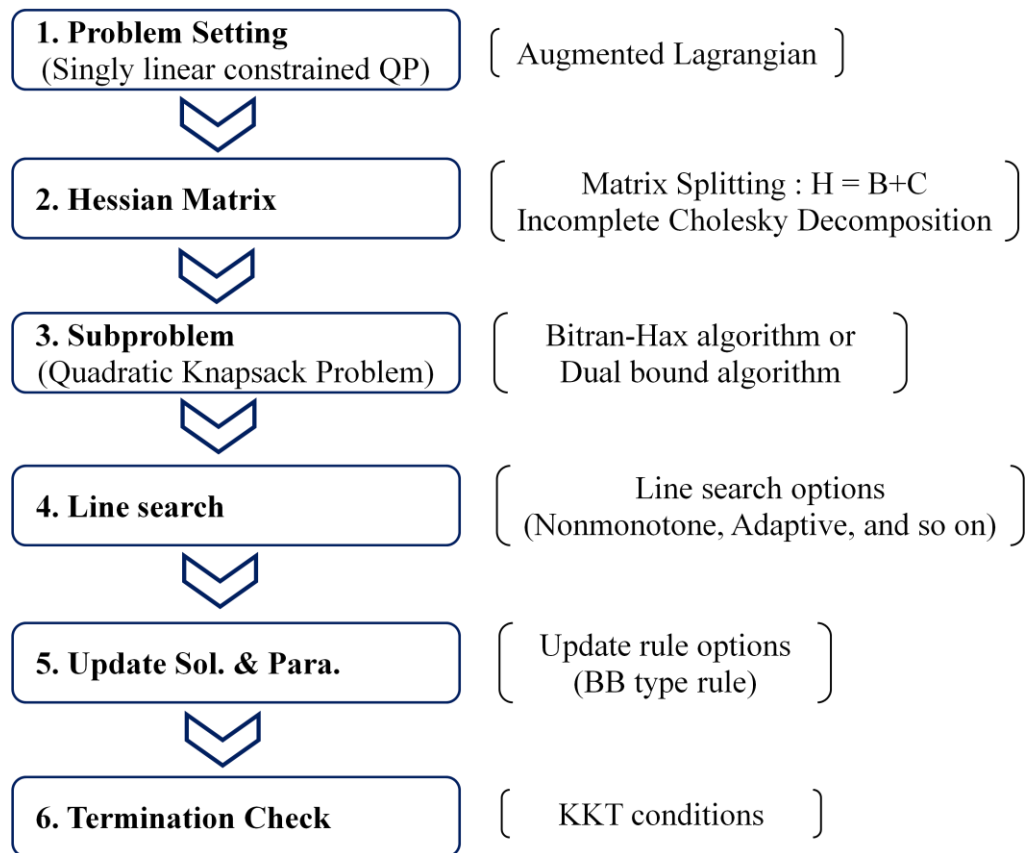 1. Problem Setting
(Singly linear constrained QP)
Augmented Lagrangian
2. Hessian Matrix
Matrix Splitting : H = B+C
Incomplete Cholesky Decomposition
3. Subproblem
(Quadratic Knapsack Problem)
Bitran-Hax algorithm or
Dual bound algorithm
4. Line search
Line search options
(Nonmonotone, Adaptive, and so on)
5. Update Sol. & Para.
Update rule options
(BB type rule)
6. Termination Check
KKT conditions